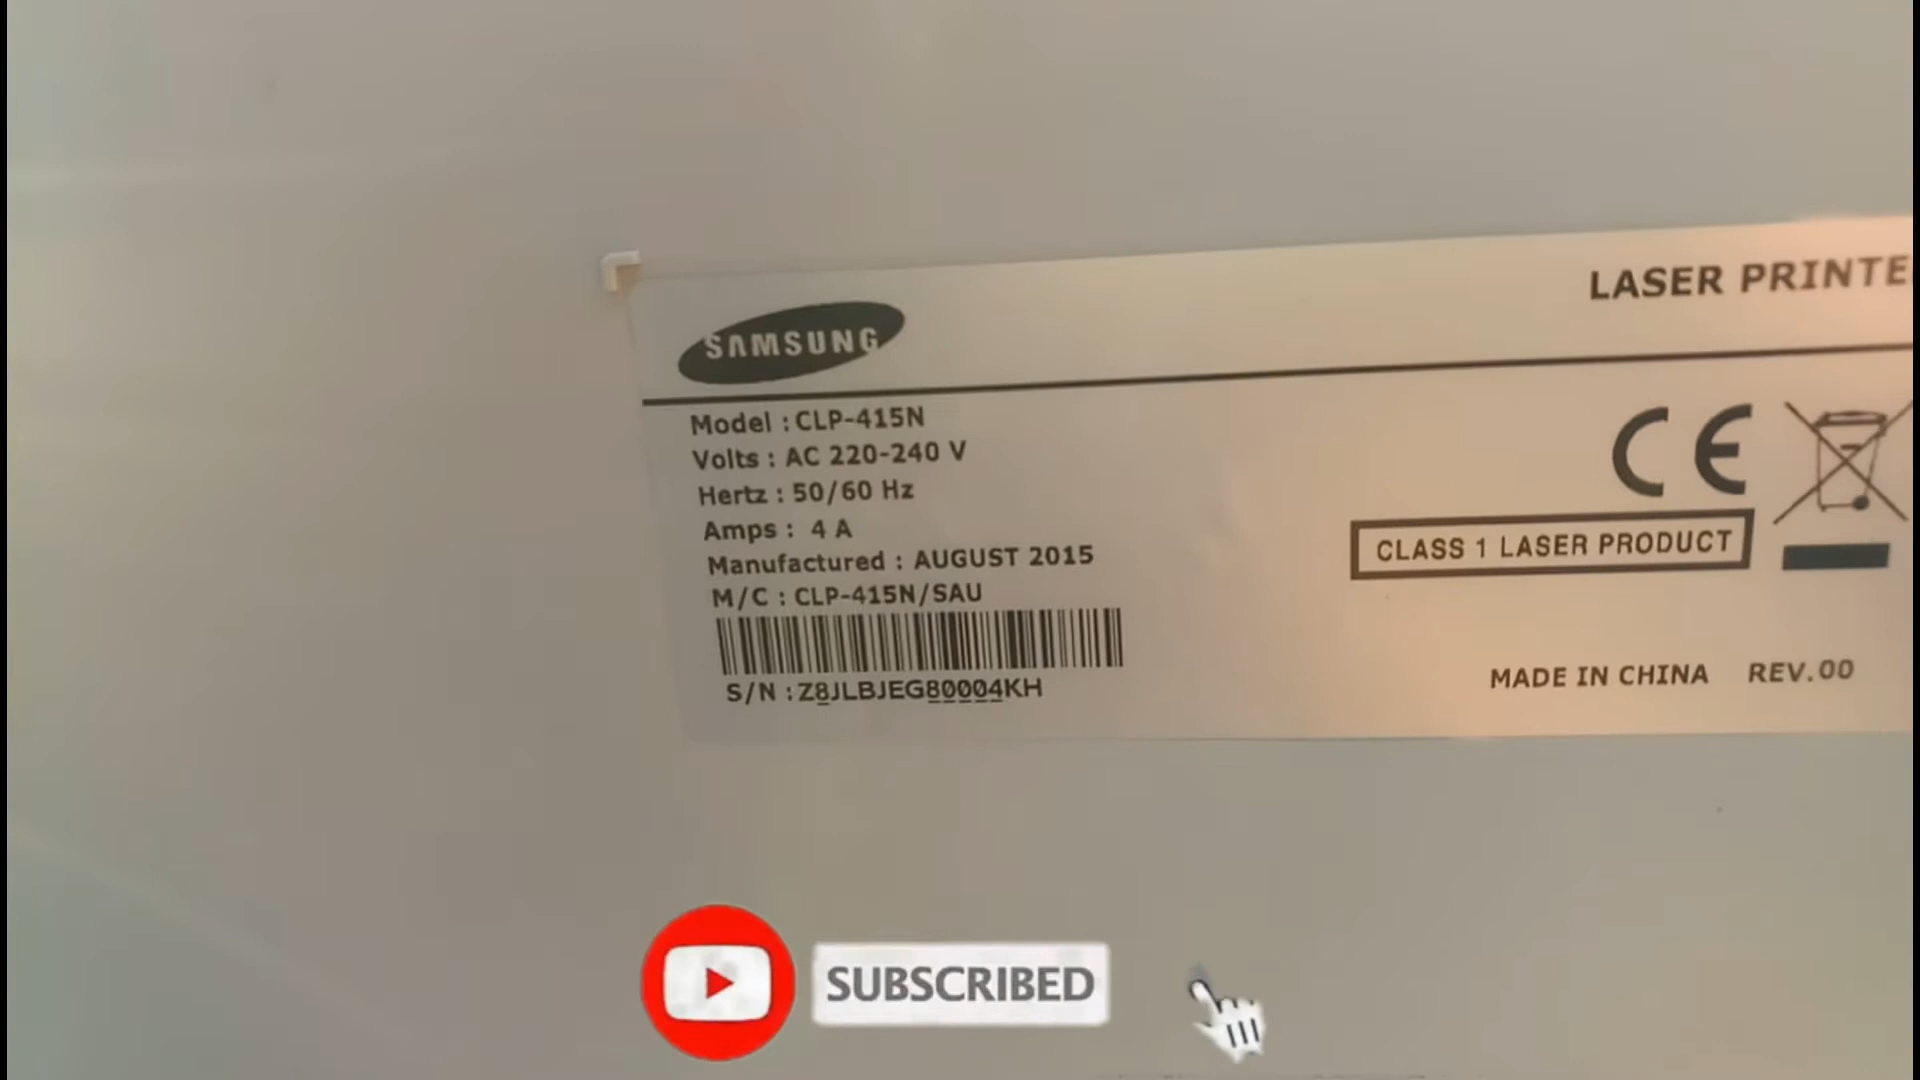 LASER PRINTE
SAMSUNG
Model : CLP-415N
Volts : AC 220-240 V
Hertz : 50/60 Hz
Amps : 4 A
Manufactured : AUGUST 2015
M/C : CLP-415N/SAU
S/N : Z8JLBJEG80004KH
CE
CLASS 1 LASER PRODUCT
MADE IN CHINA REV.00
SUBSCRIBED